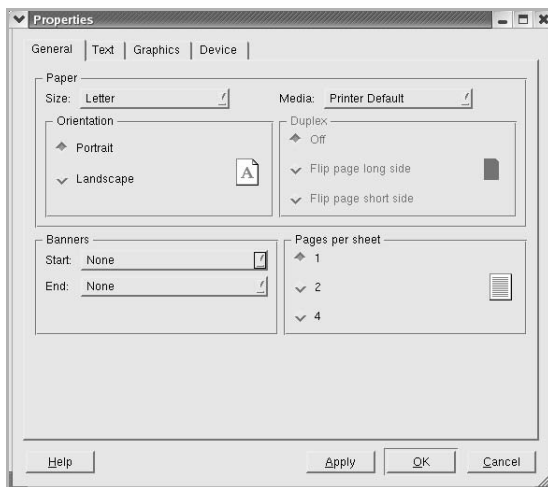 Properties
General Text Graphics Device
Paper
Size: Letter Media: Printer Default
Orientation
Portrait
Landscape
A
Duplex
Off
Flip page long side
Flip page short side
Banners
Start: None
End: None
Pages per sheet
1
2
4
Help Apply OK Cancel